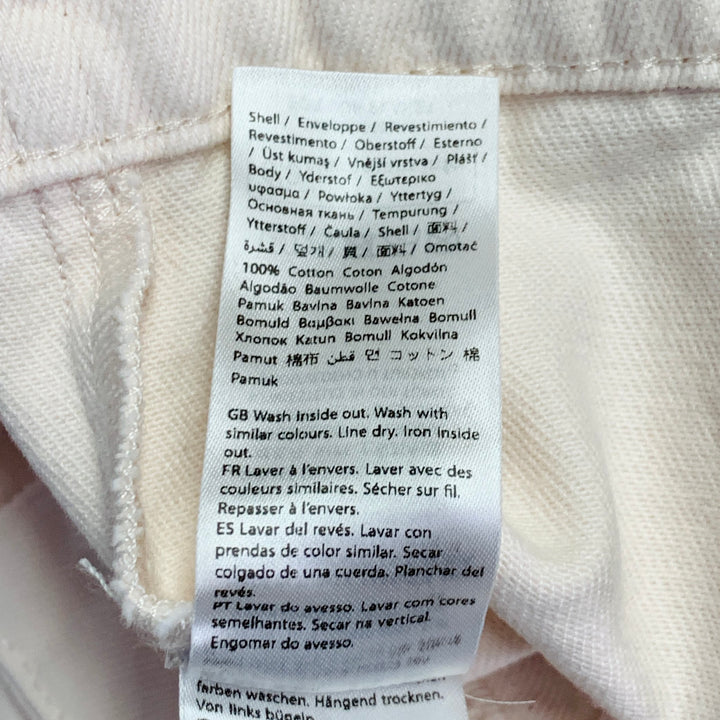 Shell / Enveloppe / Revestimiento /
Revestimento / Oberstoff / Esterno
/ Üst kumaş / Vnější vrstva / Plášť /
Body / Yderstof / Εξωτερικο
υφασμα / Powłoka / Yttertyg /
Основная ткань / Tempurung /
Ytterstoff / Čaula / Shell / 面料 /
قشرة / 겉개 /  面料 / Omotač
100% Cotton Coton Algodón
Algodão Baumwolle Cotone
Pamuk Bavlna Bavlna Katoen
Bomuld Βαμβακι Bawełna Bomull
Хлопок Katun Bomull Kokvilna
Pamut 棉布 قطن 면 コットン 棉
Pamuk
GB Wash inside out. Wash with
similar colours. Line dry. Iron inside
out.
FR Laver à l'envers. Laver avec des
couleurs similaires. Sécher sur fil.
Repasser à l'envers.
ES Lavar del revés. Lavar con
prendas de color similar. Secar
colgado de una cuerda. Planchar del
revés.
PT Lavar do avesso. Lavar com cores
semelhantes. Secar na vertical.
Engomar do avesso.
farben waschen. Hängend trocknen.
Von links bügeln.